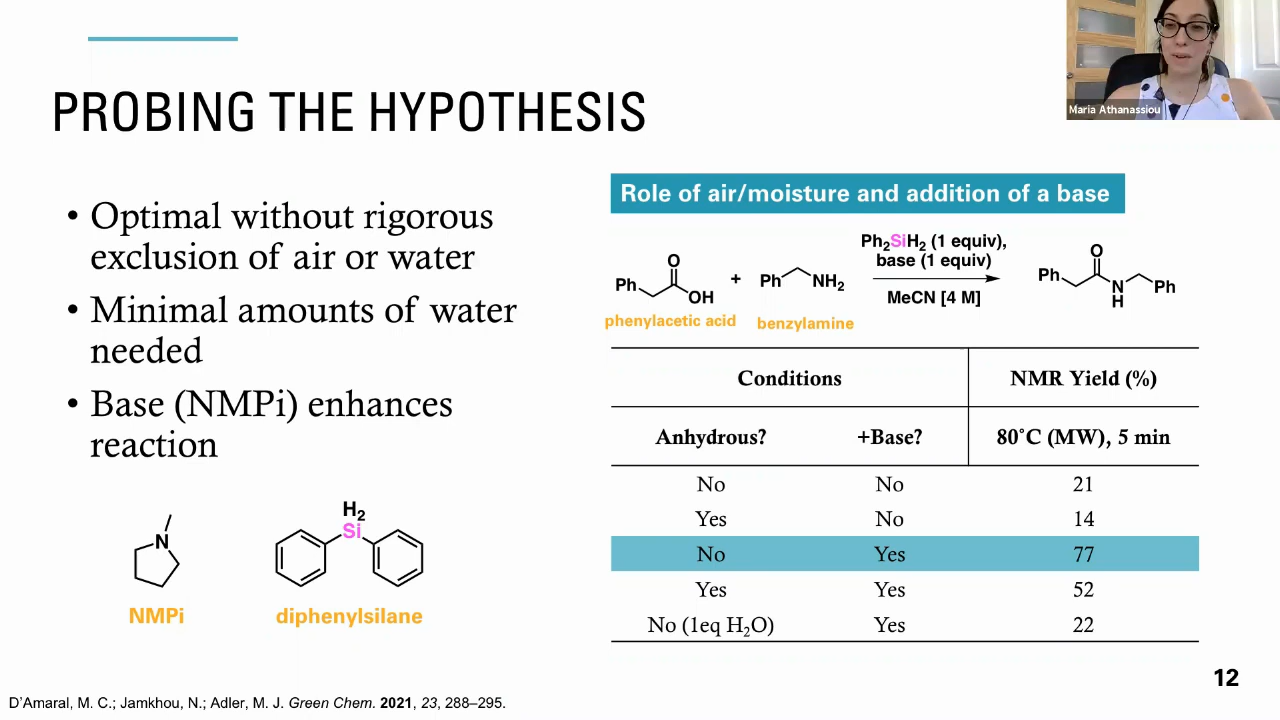 Maria Athanassiou
PROBING THE HYPOTHESIS
• Optimal without rigorous
exclusion of air or water
• Minimal amounts of water
needed
• Base (NMPi) enhances
reaction
N
NMPi
H2
Si
diphenylsilane
Role of air/moisture and addition of a base
Ph
O
OH
phenylacetic acid
+
Ph
NH2
benzylamine
Ph2SiH2 (1 equiv),
base (1 equiv)
MeCN [4 M]
Ph
O
N
H
Ph
Conditions NMR Yield (%)
Anhydrous? +Base? 80˚C (MW), 5 min
No No 21
Yes No 14
No Yes 77
Yes Yes 52
No (1eq H2O) Yes 22
12
D'Amaral, M. C.; Jamkhou, N.; Adler, M. J. Green Chem. 2021, 23, 288–295.